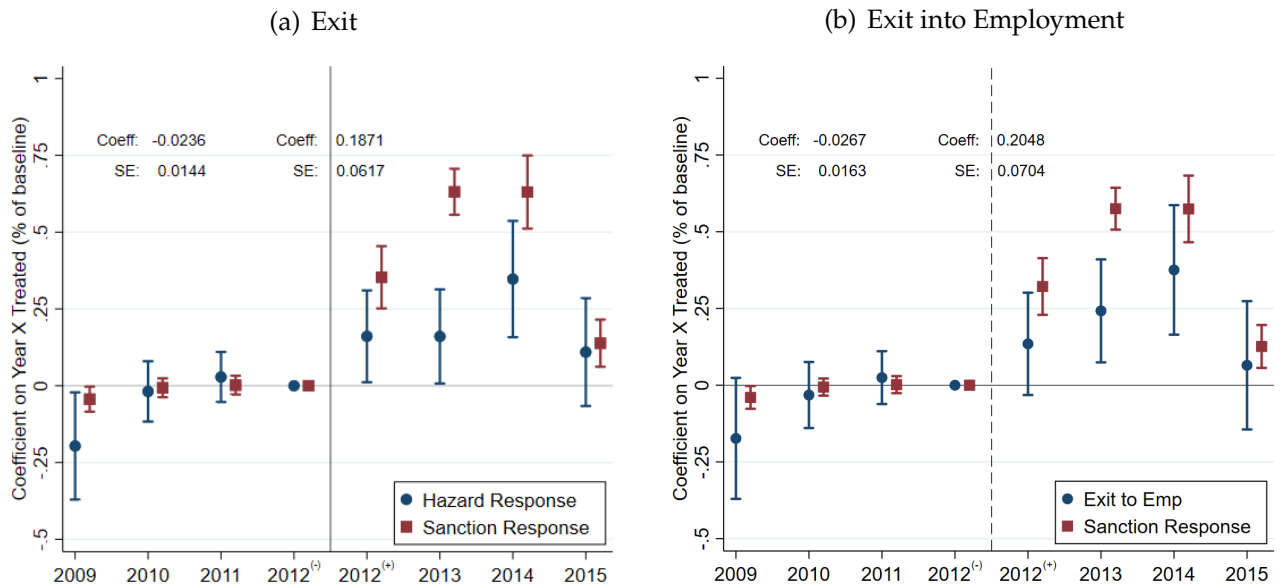 (a) Exit
Coefficient on Year X Treated (% of baseline)
1
.75
.5
.25
0
-.25
-.5
Coeff: -0.0236 Coeff: 0.1871
SE: 0.0144 SE: 0.0617
Hazard Response
Sanction Response
2009 2010 2011 2012(-) 2012(+) 2013 2014 2015
(b) Exit into Employment
Coefficient on Year X Treated (% of baseline)
1
.75
.5
.25
0
-.25
-.5
Coeff: -0.0267 Coeff: 0.2048
SE: 0.0163 SE: 0.0704
Exit to Emp
Sanction Response
2009 2010 2011 2012(-) 2012(+) 2013 2014 2015